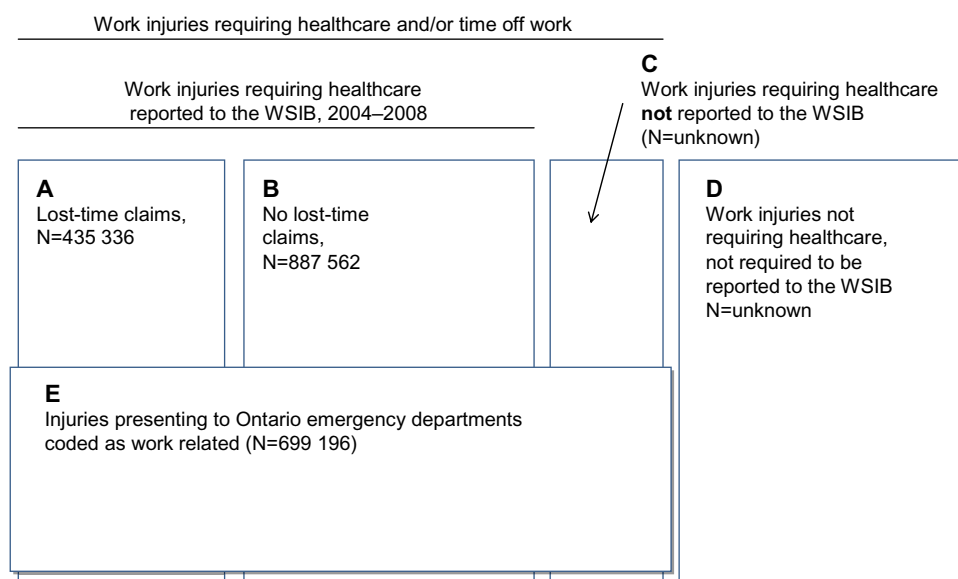 Work injuries requiring healthcare and/or time off work
Work injuries requiring healthcare
reported to the WSIB, 2004–2008
C
Work injuries requiring healthcare
not reported to the WSIB
(N=unknown)
A
Lost-time claims,
N=435 336
B
No lost-time
claims,
N=887 562
D
Work injuries not
requiring healthcare,
not required to be
reported to the WSIB
N=unknown
E
Injuries presenting to Ontario emergency departments
coded as work related (N=699 196)